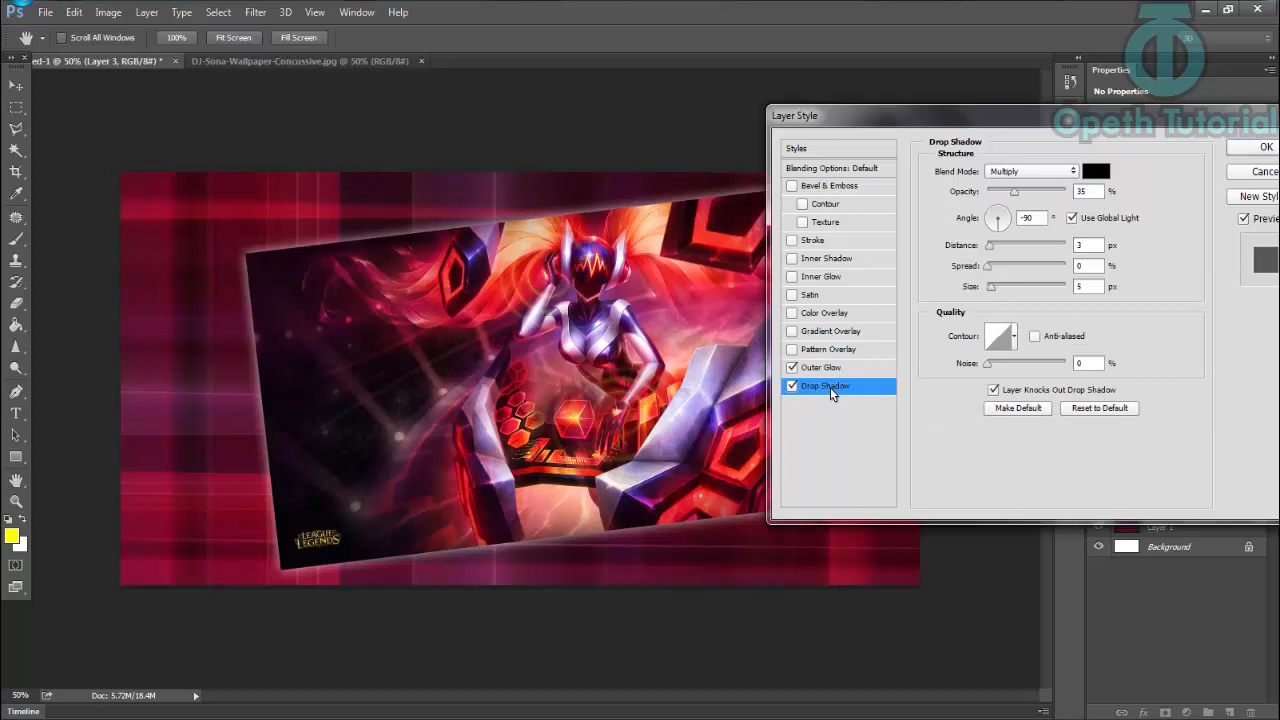 Ps File Edit Image Layer Type Select Filter 3D View Window Help
Scroll All Windows 100% Fit Screen Fill Screen 3D
ed-1 @ 50% (Layer 3, RGB/8#) * × DJ-Sona-Wallpaper-Concussive.jpg @ 50% (RGB/8#) ×
Properties
No Properties
Opeth Tutorial
Layer Style
Styles
Blending Options: Default
Bevel & Emboss
Contour
Texture
Stroke
Inner Shadow
Inner Glow
Satin
Color Overlay
Gradient Overlay
Pattern Overlay
Outer Glow
Drop Shadow
Drop Shadow
Structure
Blend Mode: Multiply
Opacity: 35 %
Angle: -90 ° Use Global Light
Distance: 3 px
Spread: 0 %
Size: 5 px
Quality
Contour: Anti-aliased
Noise: 0 %
Layer Knocks Out Drop Shadow
Make Default Reset to Default
OK
Cance
New Sty
Previe
LEAGUE
LEGENDS
Layer 1
Background
50% Doc: 5.72M/18.4M
Timeline